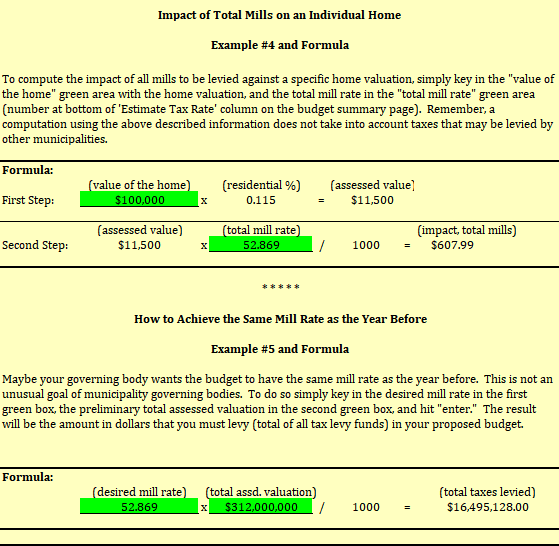 Impact of Total Mills on an Individual Home
Example #4 and Formula
To compute the impact of all mills to be levied against a specific home valuation, simply key in the "value of
the home" green area with the home valuation, and the total mill rate in the "total mill rate" green area
(number at bottom of 'Estimate Tax Rate' column on the budget summary page).  Remember, a
computation using the above described information does not take into account taxes that may be levied by
other municipalities.
Formula:
(value of the home) (residential %) (assessed value)
First Step: $100,000 x 0.115 = $11,500
(assessed value) (total mill rate) (impact, total mills)
Second Step: $11,500 x 52.869 / 1000 = $607.99
*****
How to Achieve the Same Mill Rate as the Year Before
Example #5 and Formula
Maybe your governing body wants the budget to have the same mill rate as the year before.  This is not an
unusual goal of municipality governing bodies.  To do so simply key in the desired mill rate in the first
green box, the preliminary total assessed valuation in the second green box, and hit "enter."  The result
will be the amount in dollars that you must levy (total of all tax levy funds) in your proposed budget.
Formula:
(desired mill rate) (total assd. valuation) (total taxes levied)
52.869 x $312,000,000 / 1000 = $16,495,128.00